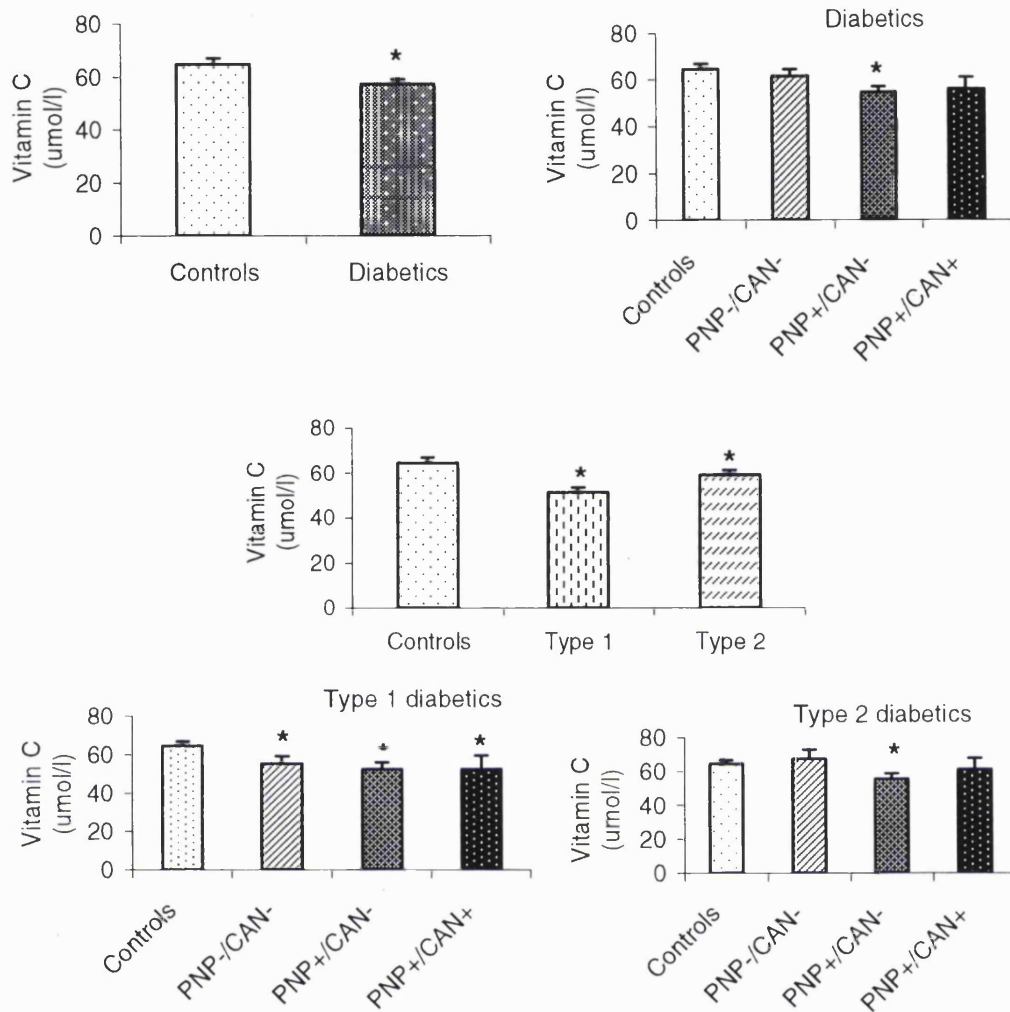 Vitamin C
(umol/l)
80
60
40
20
0
*
Controls
Diabetics
Diabetics
Vitamin C
(umol/l)
80
60
40
20
0
*
Controls
PNP-/CAN-
PNP+/CAN-
PNP+/CAN+
Vitamin C
(umol/l)
80
60
40
20
0
*
*
Controls
Type 1
Type 2
Type 1 diabetics
Vitamin C
(umol/l)
80
60
40
20
0
*
*
*
Controls
PNP-/CAN-
PNP+/CAN-
PNP+/CAN+
Type 2 diabetics
Vitamin C
(umol/l)
80
60
40
20
0
*
Controls
PNP-/CAN-
PNP+/CAN-
PNP+/CAN+